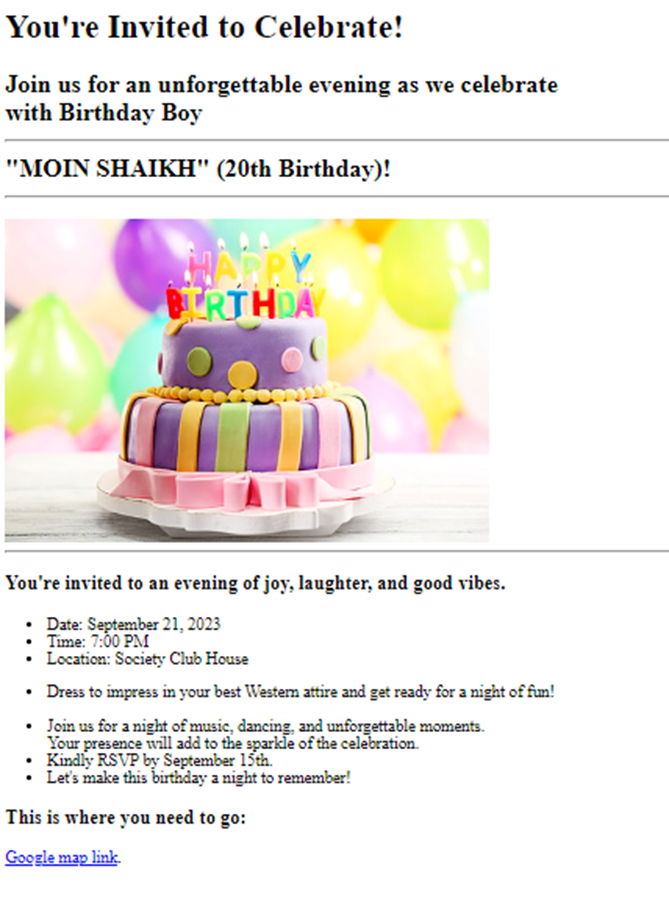 You're Invited to Celebrate!
Join us for an unforgettable evening as we celebrate
with Birthday Boy
"MOIN SHAIKH" (20th Birthday)!
HAPPY
BIRTHDAY
You're invited to an evening of joy, laughter, and good vibes.
• Date: September 21, 2023
• Time: 7:00 PM
• Location: Society Club House
• Dress to impress in your best Western attire and get ready for a night of fun!
• Join us for a night of music, dancing, and unforgettable moments.
Your presence will add to the sparkle of the celebration.
• Kindly RSVP by September 15th.
• Let's make this birthday a night to remember!
This is where you need to go:
Google map link.